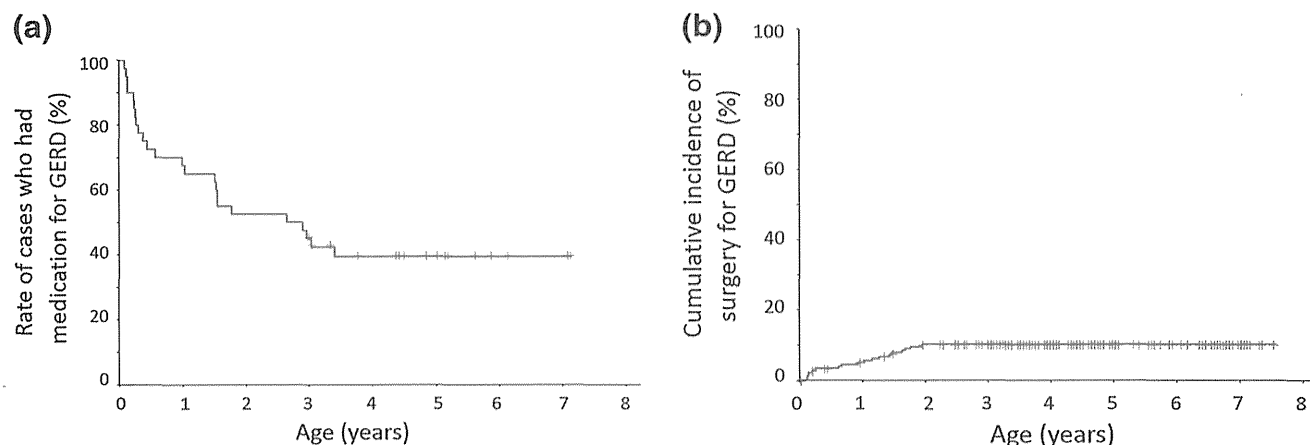 (a)
Rate of cases who had
medication for GERD (%)
100
80
60
40
20
0
0 1 2 3 4 5 6 7 8
Age (years)
(b)
Cumulative incidence of
surgery for GERD (%)
100
80
60
40
20
0
0 1 2 3 4 5 6 7 8
Age (years)